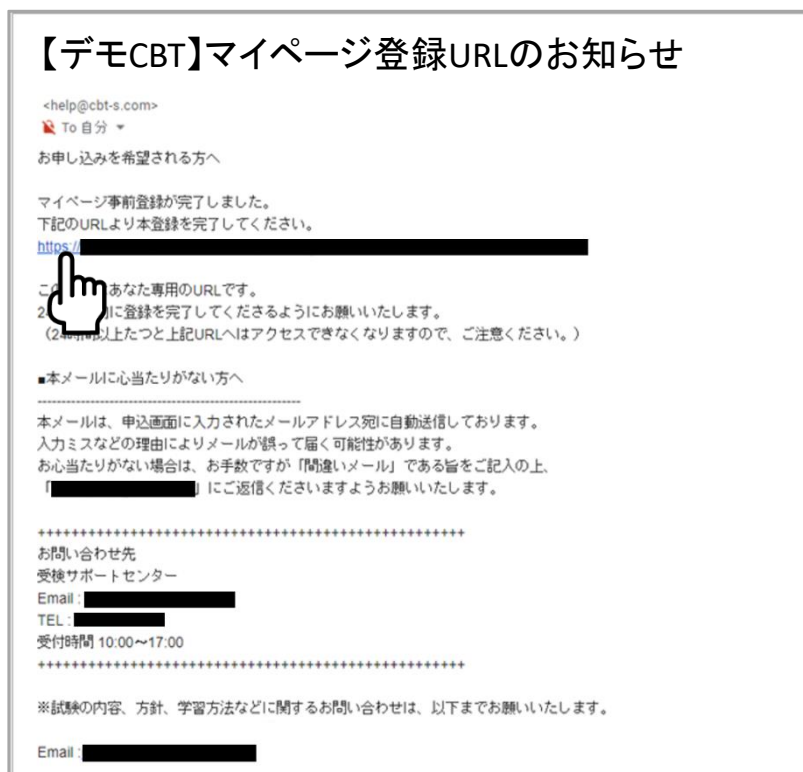 【デモCBT】マイページ登録URLのお知らせ
<help@cbt-s.com>
To 自分
お申し込みを希望される方へ
マイページ事前登録が完了しました。
下記のURLより本登録を完了してください。
https://
こ あなた専用のURLです。
に登録を完了してくださるようにお願いいたします。
以上たつと上記URLへはアクセスできなくなりますので、ご注意ください。）
■本メールに心当たりがない方へ
-------------------------------------------------------
本メールは、申込画面に入力されたメールアドレス宛に自動送信しております。
入力ミスなどの理由によりメールが誤って届く可能性があります。
お心当たりがない場合は、お手数ですが「間違いメール」である旨をご記入の上、
「 」にご返信くださいますようお願いいたします。
+++++++++++++++++++++++++++++++++++++++++++++++++++
お問い合わせ先
受検サポートセンター
Email :
TEL :
受付時間 10:00～17:00
+++++++++++++++++++++++++++++++++++++++++++++++++++
※試験の内容、方針、学習方法などに関するお問い合わせは、以下までお願いいたします。
Email :